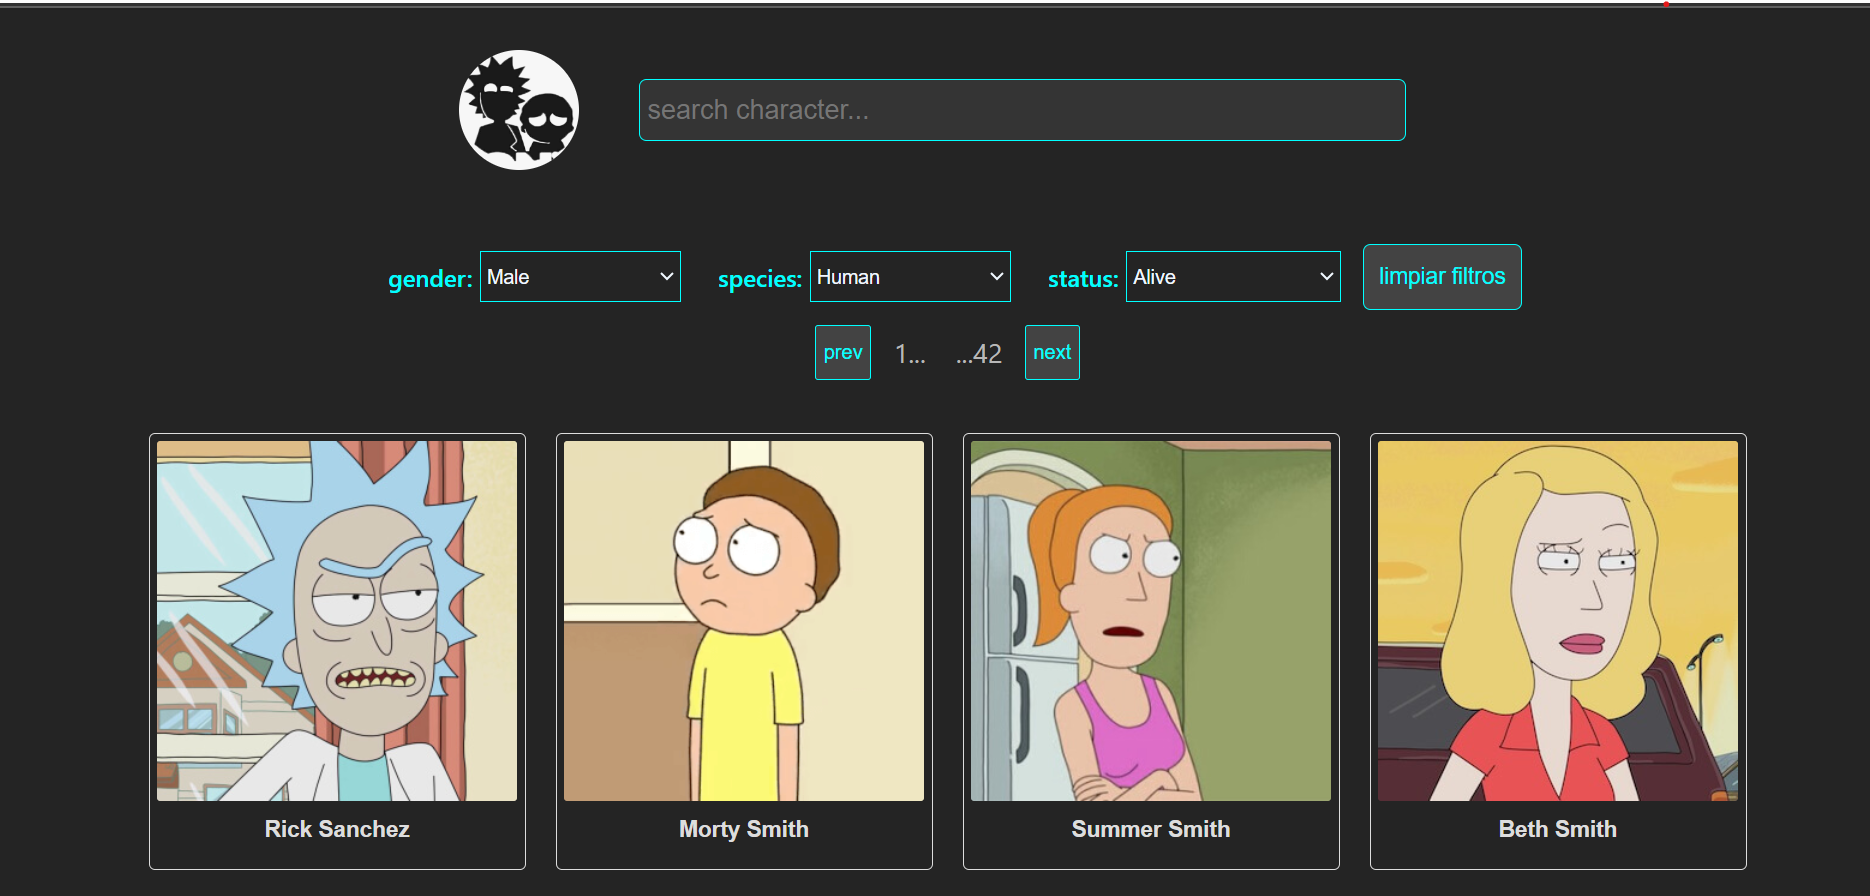 search character...
gender: Male species: Human status: Alive limpiar filtros
prev 1... ...42 next
Rick Sanchez Morty Smith Summer Smith Beth Smith